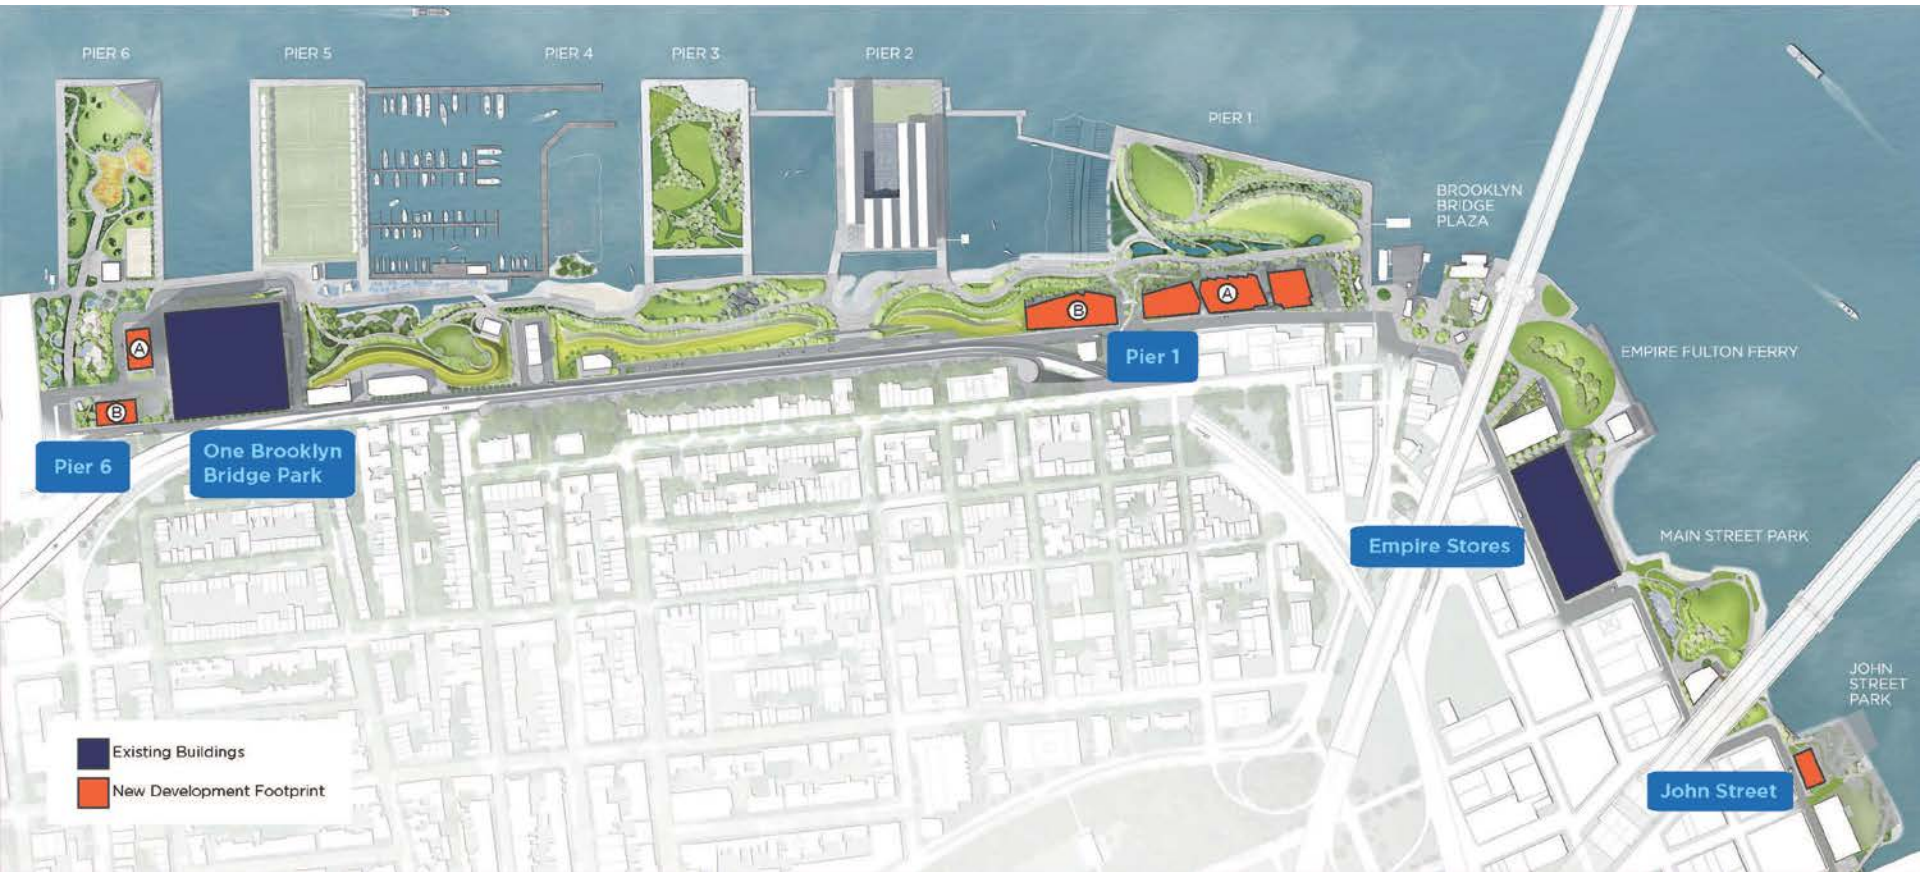 PIER 6
PIER 5
PIER 4
PIER 3
PIER 2
PIER 1
BROOKLYN
BRIDGE
PLAZA
EMPIRE FULTON FERRY
MAIN STREET PARK
JOHN
STREET
PARK
A
B
B
A
Pier 6
One Brooklyn
Bridge Park
Pier 1
Empire Stores
John Street
Existing Buildings
New Development Footprint